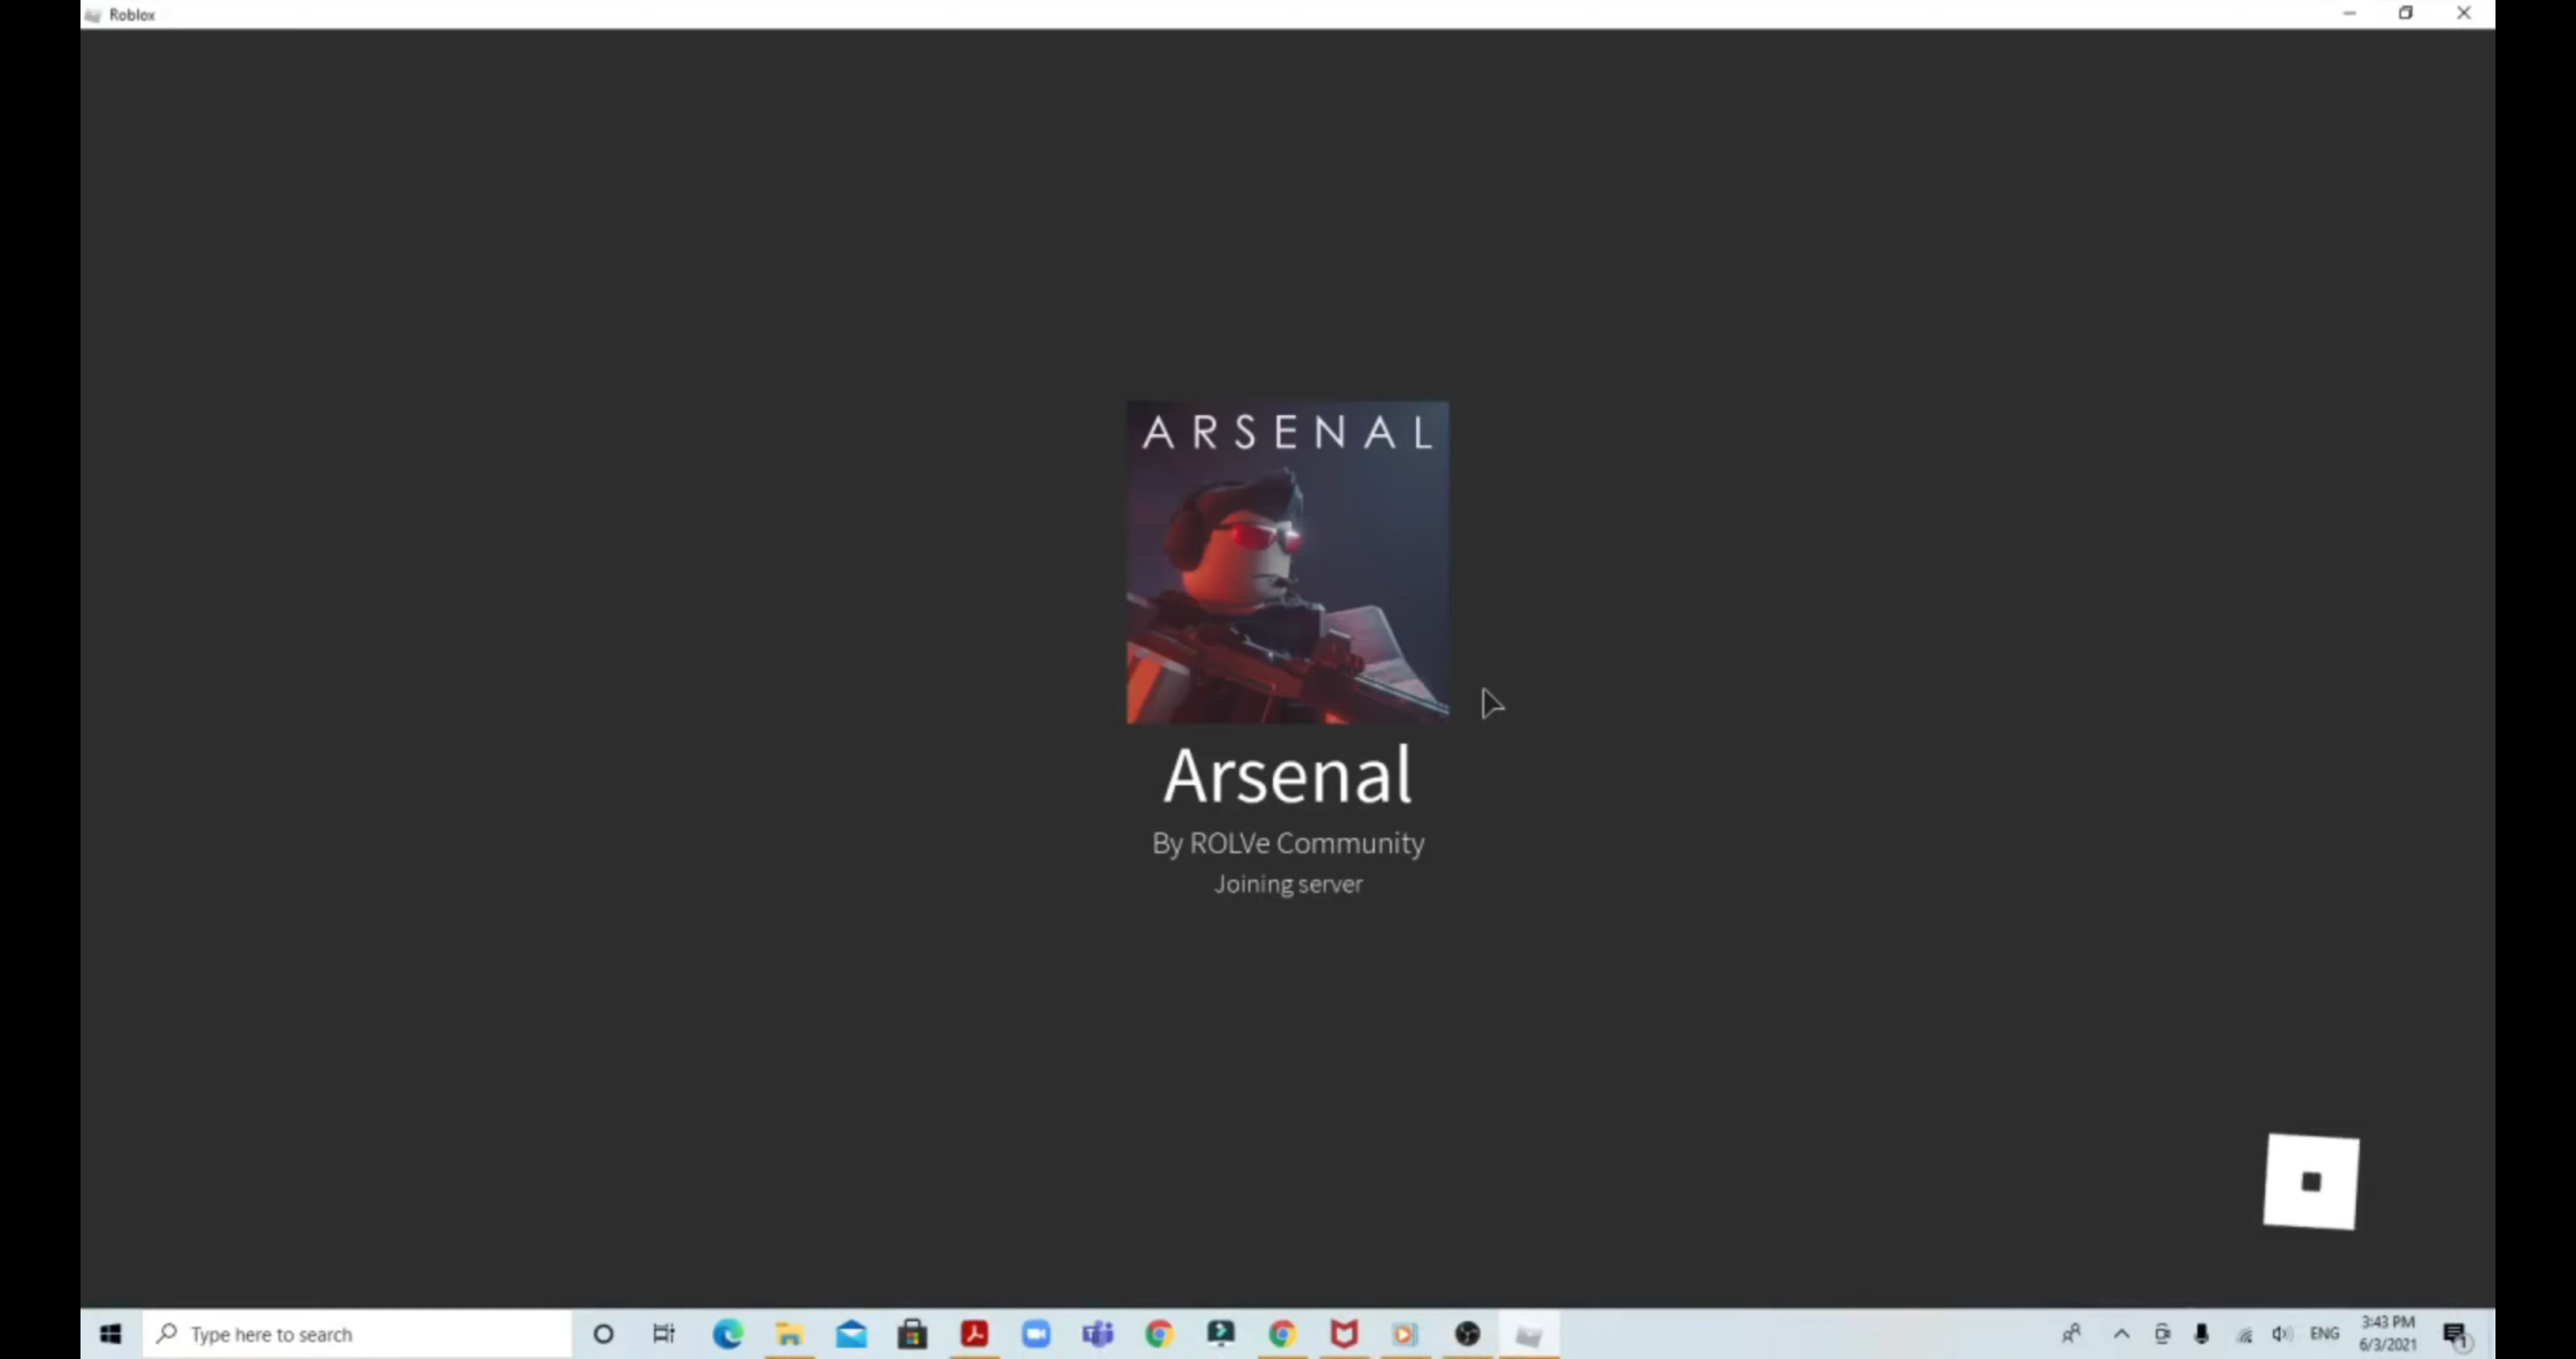 Roblox
ARSENAL
Arsenal
By ROLVe Community
Joining server
Type here to search
ENG
3:43 PM
6/3/2021
1